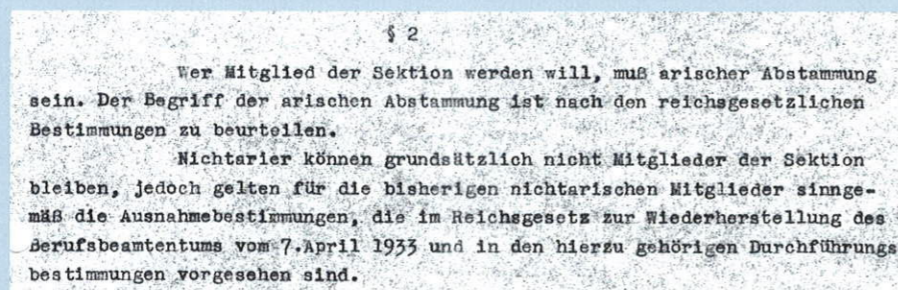 § 2
Wer Mitglied der Sektion werden will, muß arischer Abstammung
sein. Der Begriff der arischen Abstammung ist nach den reichsgesetzlichen
Bestimmungen zu beurteilen.
Nichtarier können grundsätzlich nicht Mitglieder der Sektion
bleiben, jedoch gelten für die bisherigen nichtarischen Mitglieder sinnge-
mäß die Ausnahmebestimmungen, die im Reichsgesetz zur Wiederherstellung des
Berufsbeamtentums vom 7.April 1933 und in den hierzu gehörigen Durchführungs
bestimmungen vorgesehen sind.